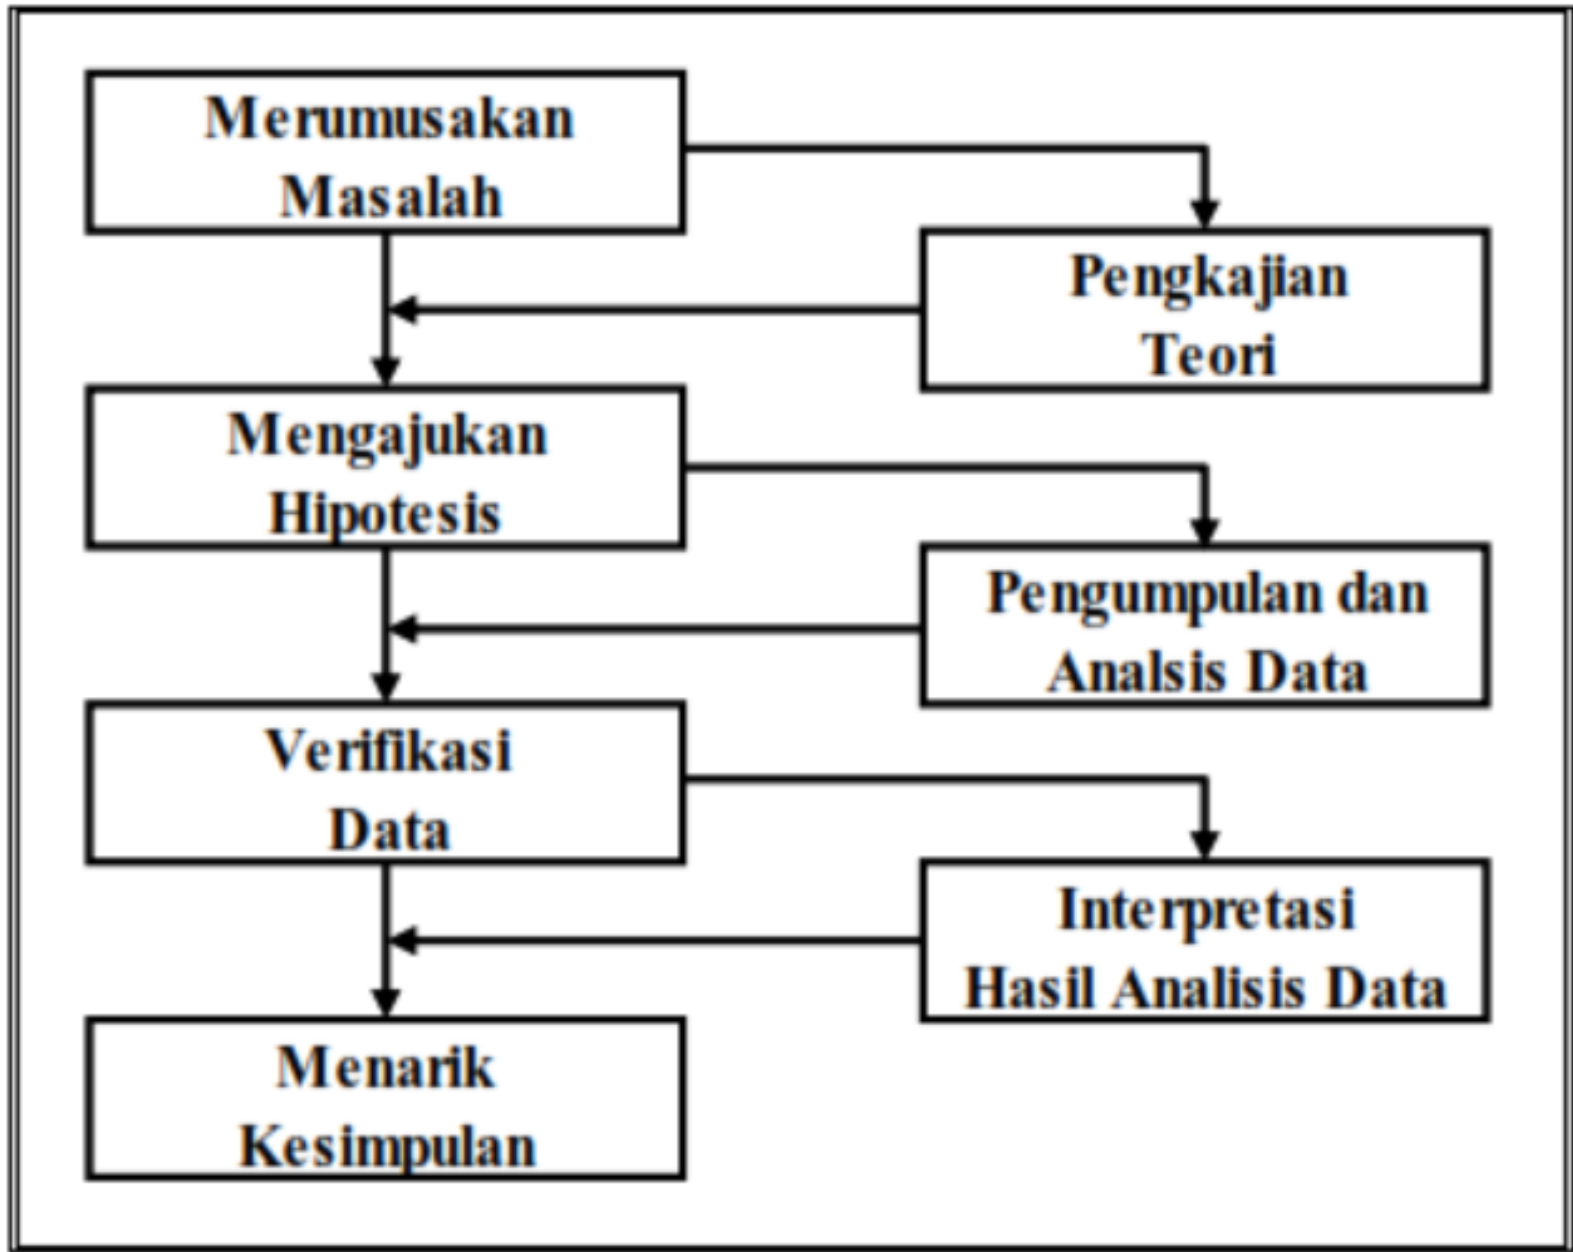 Merumusakan
Masalah
Pengkajian
Teori
Mengajukan
Hipotesis
Pengumpulan dan
Analsis Data
Verifikasi
Data
Interpretasi
Hasil Analisis Data
Menarik
Kesimpulan